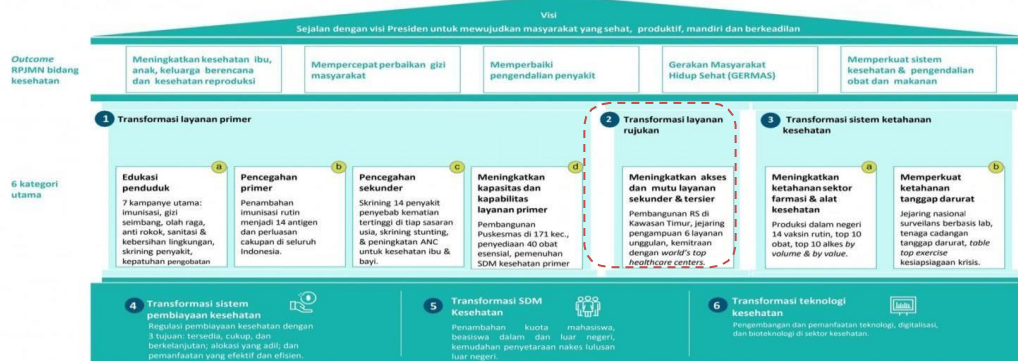 Visi
Sejalan dengan visi Presiden untuk mewujudkan masyarakat yang sehat, produktif, mandiri dan berkeadilan
Outcome
RPJMN bidang
kesehatan
Meningkatkan kesehatan ibu,
anak, keluarga berencana
dan kesehatan reproduksi
Mempercepat perbaikan gizi
masyarakat
Memperbaiki
pengendalian penyakit
Gerakan Masyarakat
Hidup Sehat (GERMAS)
Memperkuat sistem
kesehatan & pengendalian
obat dan makanan
6 kategori
utama
1 Transformasi layanan primer
a
Edukasi
penduduk
7 kampanye utama:
imunisasi, gizi
seimbang, olah raga,
anti rokok, sanitasi &
kebersihan lingkungan,
skrining penyakit,
kepatuhan pengobatan
b
Pencegahan
primer
Penambahan
imunisasi rutin
menjadi 14 antigen
dan perluasan
cakupan di seluruh
Indonesia.
c
Pencegahan
sekunder
Skrining 14 penyakit
penyebab kematian
tertinggi di tiap sasaran
usia, skrining stunting,
& peningkatan ANC
untuk kesehatan ibu &
bayi.
d
Meningkatkan
kapasitas dan
kapabilitas
layanan primer
Pembangunan
Puskesmas di 171 kec.,
penyediaan 40 obat
esensial, pemenuhan
SDM kesehatan primer
2 Transformasi layanan
rujukan
Meningkatkan akses
dan mutu layanan
sekunder & tersier
Pembangunan RS di
Kawasan Timur, jejaring
pengampuan 6 layanan
unggulan, kemitraan
dengan world's top
healthcare centers.
3 Transformasi sistem ketahanan
kesehatan
a
Meningkatkan
ketahanan sektor
farmasi & alat
kesehatan
Produksi dalam negeri
14 vaksin rutin, top 10
obat, top 10 alkes by
volume & by value.
b
Memperkuat
ketahanan
tanggap darurat
Jejaring nasional
surveilans berbasis lab,
tenaga cadangan
tanggap darurat, table
top exercise
kesiapsiagaan krisis.
4 Transformasi sistem
pembiayaan kesehatan
Regulasi pembiayaan kesehatan dengan
3 tujuan: tersedia, cukup, dan
berkelanjutan; alokasi yang adil; dan
pemanfaatan yang efektif dan efisien.
5 Transformasi SDM
Kesehatan
Penambahan kuota mahasiswa,
beasiswa dalam dan luar negeri,
kemudahan penyetaraan nakes lulusan
luar negeri.
6 Transformasi teknologi
kesehatan
Pengembangan dan pemanfaatan teknologi, digitalisasi,
dan bioteknologi di sektor kesehatan.